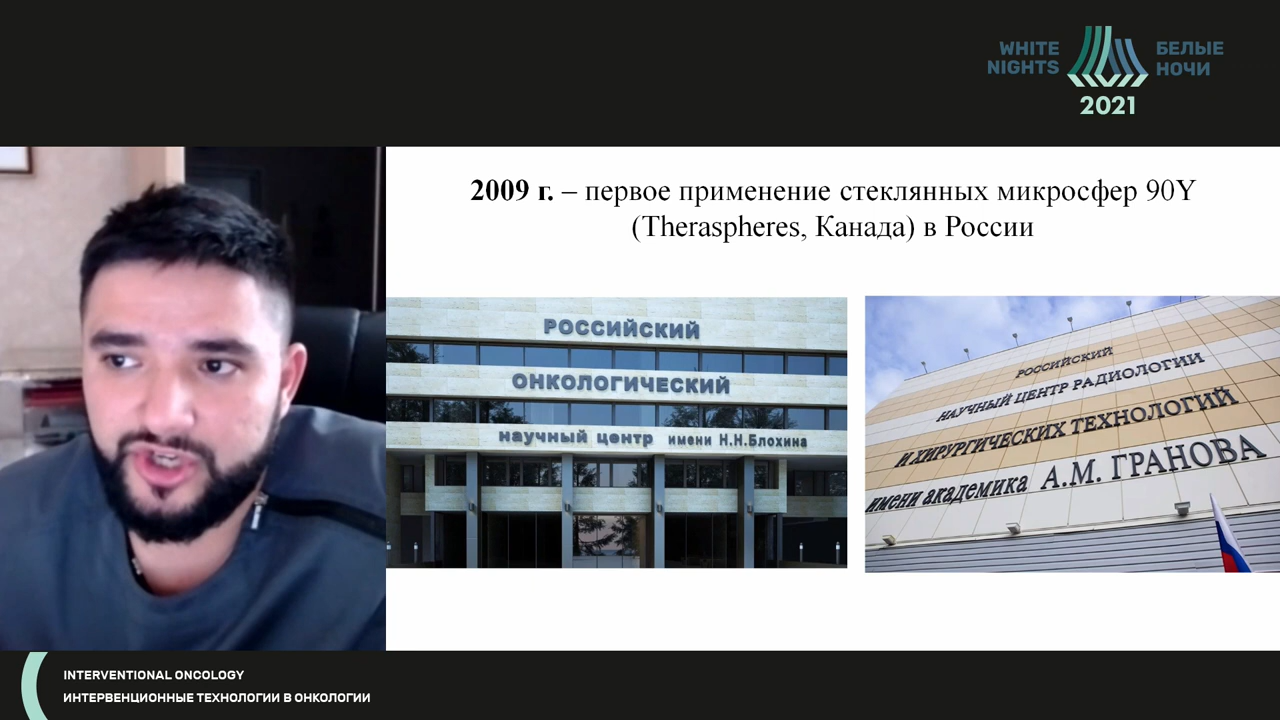 WHITE NIGHTS
БЕЛЫЕ НОЧИ
2021
2009 г. – первое применение стеклянных микросфер 90Y
(Theraspheres, Канада) в России
РОССИЙСКИЙ
ОНКОЛОГИЧЕСКИЙ
научный центр имени Н.Н.Блохина
РОССИЙСКИЙ
НАУЧНЫЙ ЦЕНТР РАДИОЛОГИИ
И ХИРУРГИЧЕСКИХ ТЕХНОЛОГИЙ
имени академика А.М. ГРАНОВА
INTERVENTIONAL ONCOLOGY
ИНТЕРВЕНЦИОННЫЕ ТЕХНОЛОГИИ В ОНКОЛОГИИ